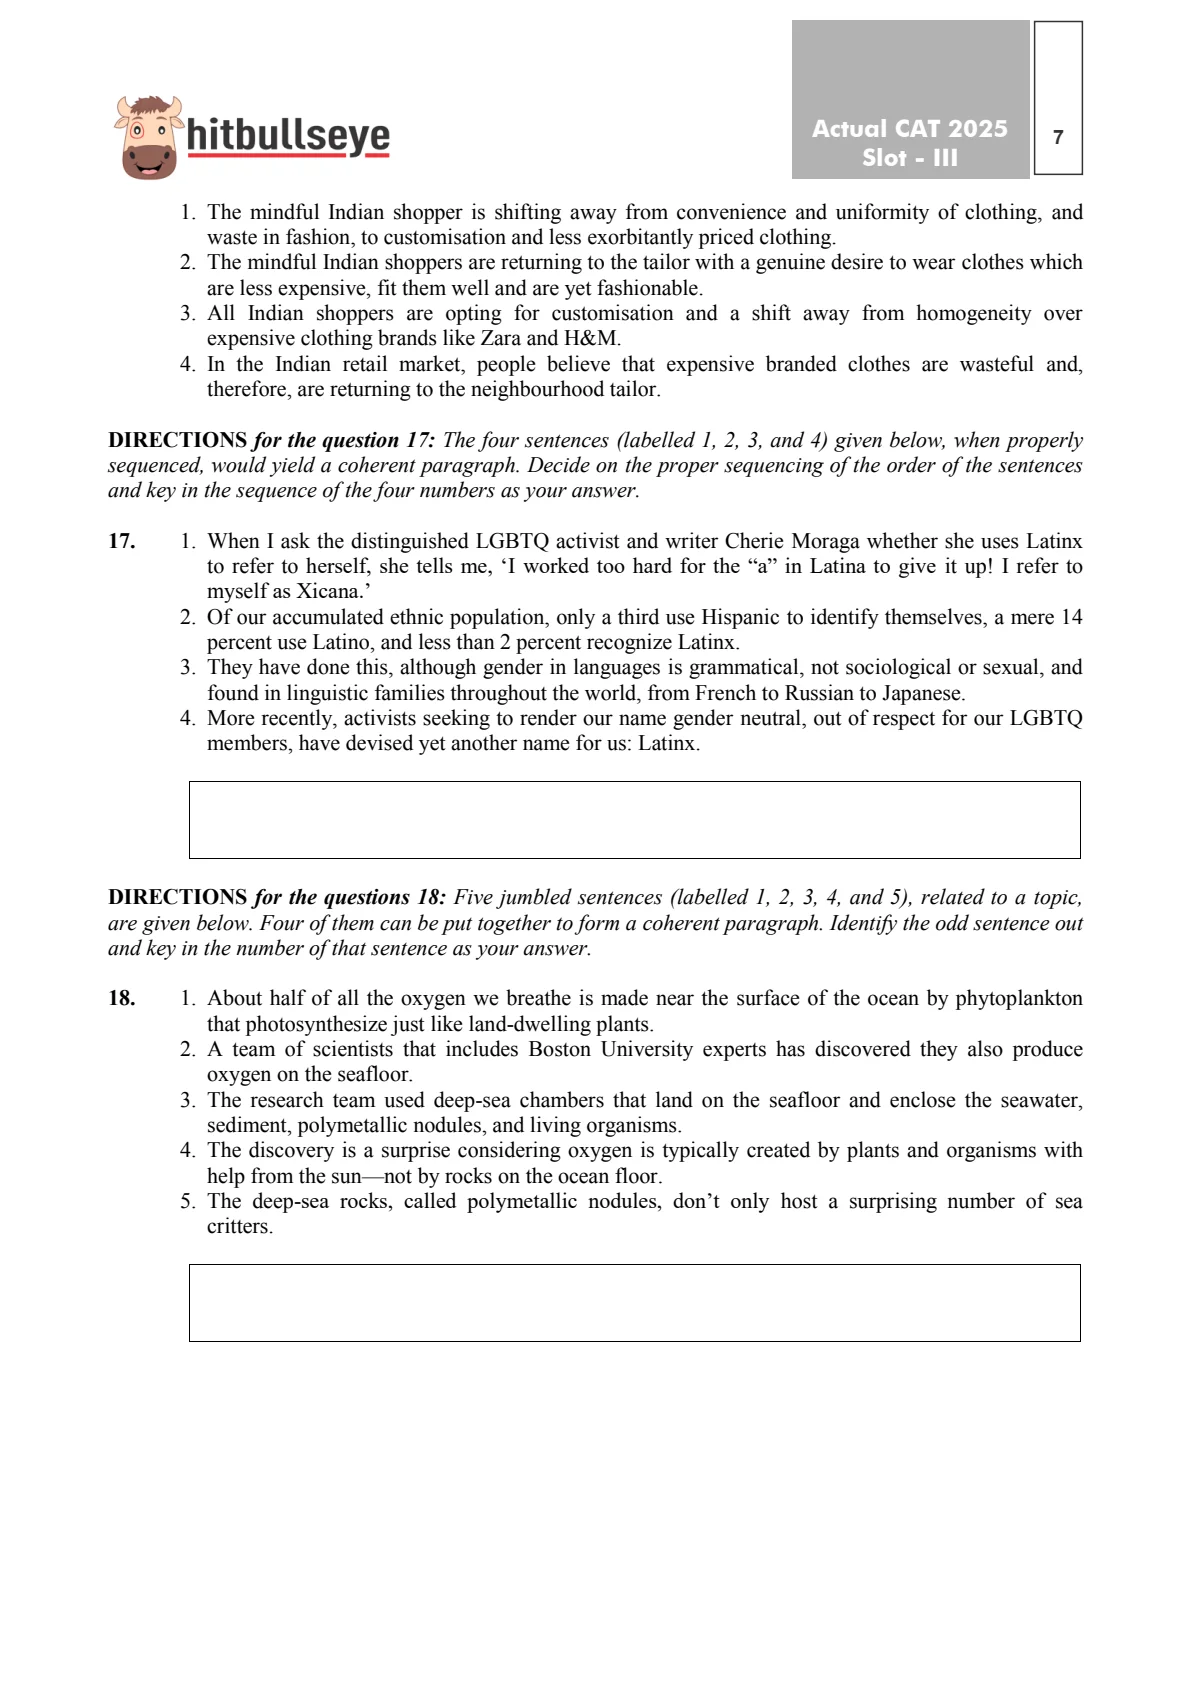 hitbullseye
Actual CAT 2025
Slot - III
7
1. The mindful Indian shopper is shifting away from convenience and uniformity of clothing, and
waste in fashion, to customisation and less exorbitantly priced clothing.
2. The mindful Indian shoppers are returning to the tailor with a genuine desire to wear clothes which
are less expensive, fit them well and are yet fashionable.
3. All Indian shoppers are opting for customisation and a shift away from homogeneity over
expensive clothing brands like Zara and H&M.
4. In the Indian retail market, people believe that expensive branded clothes are wasteful and,
therefore, are returning to the neighbourhood tailor.
DIRECTIONS for the question 17: The four sentences (labelled 1, 2, 3, and 4) given below, when properly
sequenced, would yield a coherent paragraph. Decide on the proper sequencing of the order of the sentences
and key in the sequence of the four numbers as your answer.
17. 1. When I ask the distinguished LGBTQ activist and writer Cherie Moraga whether she uses Latinx
to refer to herself, she tells me, ‘I worked too hard for the “a” in Latina to give it up! I refer to
myself as Xicana.’
2. Of our accumulated ethnic population, only a third use Hispanic to identify themselves, a mere 14
percent use Latino, and less than 2 percent recognize Latinx.
3. They have done this, although gender in languages is grammatical, not sociological or sexual, and
found in linguistic families throughout the world, from French to Russian to Japanese.
4. More recently, activists seeking to render our name gender neutral, out of respect for our LGBTQ
members, have devised yet another name for us: Latinx.
DIRECTIONS for the questions 18: Five jumbled sentences (labelled 1, 2, 3, 4, and 5), related to a topic,
are given below. Four of them can be put together to form a coherent paragraph. Identify the odd sentence out
and key in the number of that sentence as your answer.
18. 1. About half of all the oxygen we breathe is made near the surface of the ocean by phytoplankton
that photosynthesize just like land-dwelling plants.
2. A team of scientists that includes Boston University experts has discovered they also produce
oxygen on the seafloor.
3. The research team used deep-sea chambers that land on the seafloor and enclose the seawater,
sediment, polymetallic nodules, and living organisms.
4. The discovery is a surprise considering oxygen is typically created by plants and organisms with
help from the sun—not by rocks on the ocean floor.
5. The deep-sea rocks, called polymetallic nodules, don’t only host a surprising number of sea
critters.